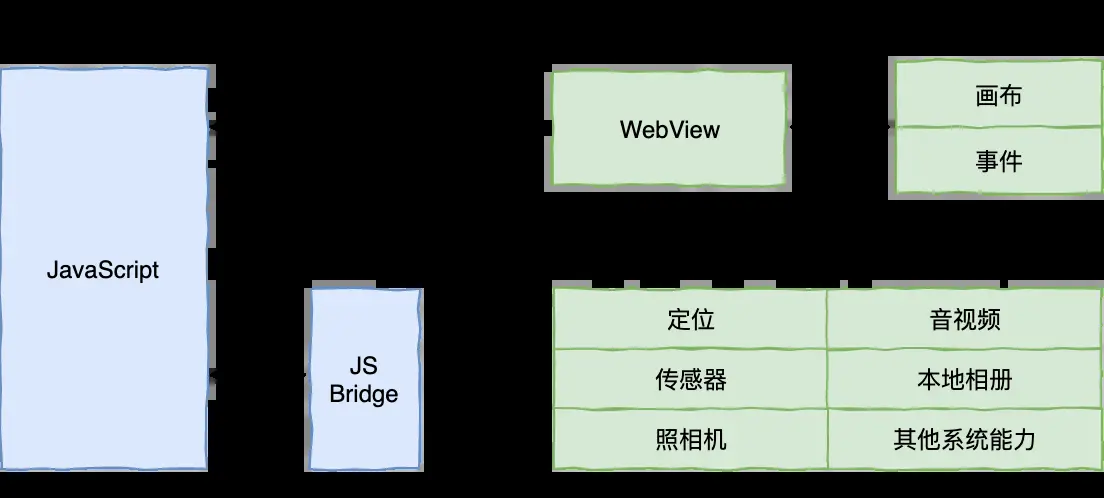 画布
WebView
事件
JavaScript
定位
音视频
JS
Bridge
传感器
本地相册
照相机
其他系统能力